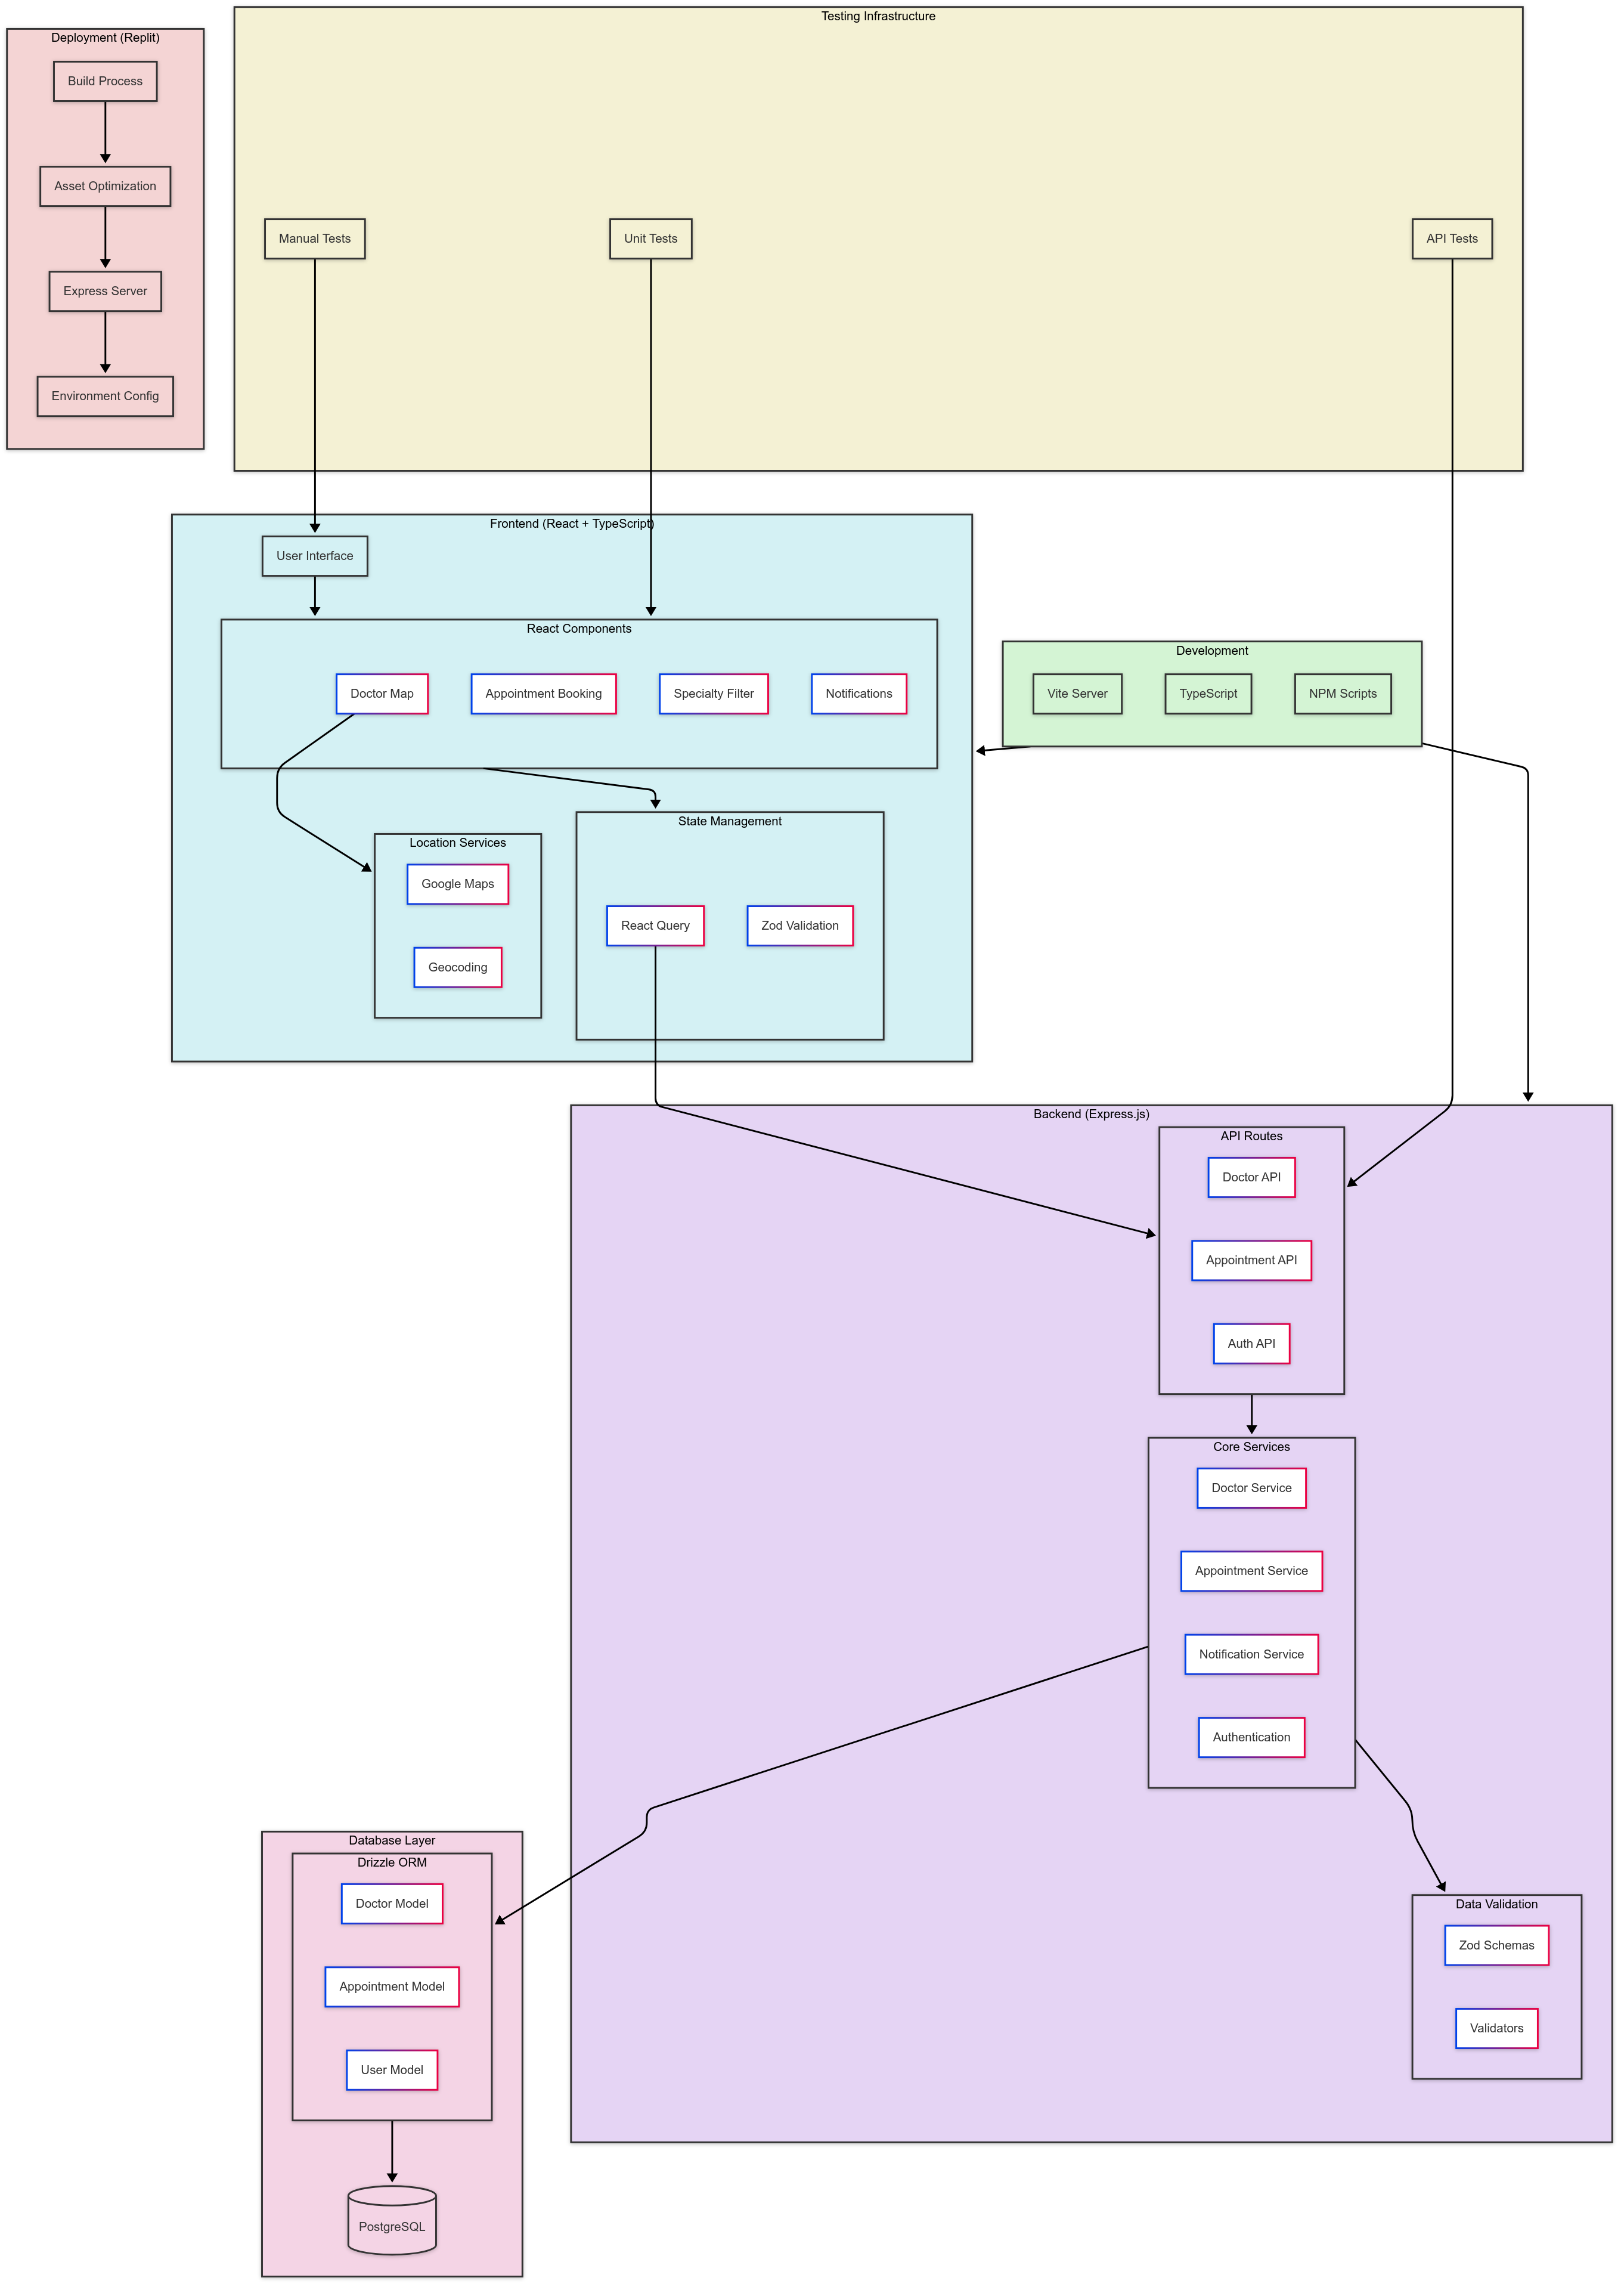 Testing Infrastructure
Deployment (Replit)
Build Process
Asset Optimization
Express Server
Environment Config
Manual Tests
Unit Tests
API Tests
Frontend (React + TypeScript)
User Interface
React Components
Doctor Map
Appointment Booking
Specialty Filter
Notifications
Development
Vite Server
TypeScript
NPM Scripts
Location Services
Google Maps
Geocoding
State Management
React Query
Zod Validation
Backend (Express.js)
API Routes
Doctor API
Appointment API
Auth API
Core Services
Doctor Service
Appointment Service
Notification Service
Authentication
Database Layer
Drizzle ORM
Doctor Model
Appointment Model
User Model
PostgreSQL
Data Validation
Zod Schemas
Validators